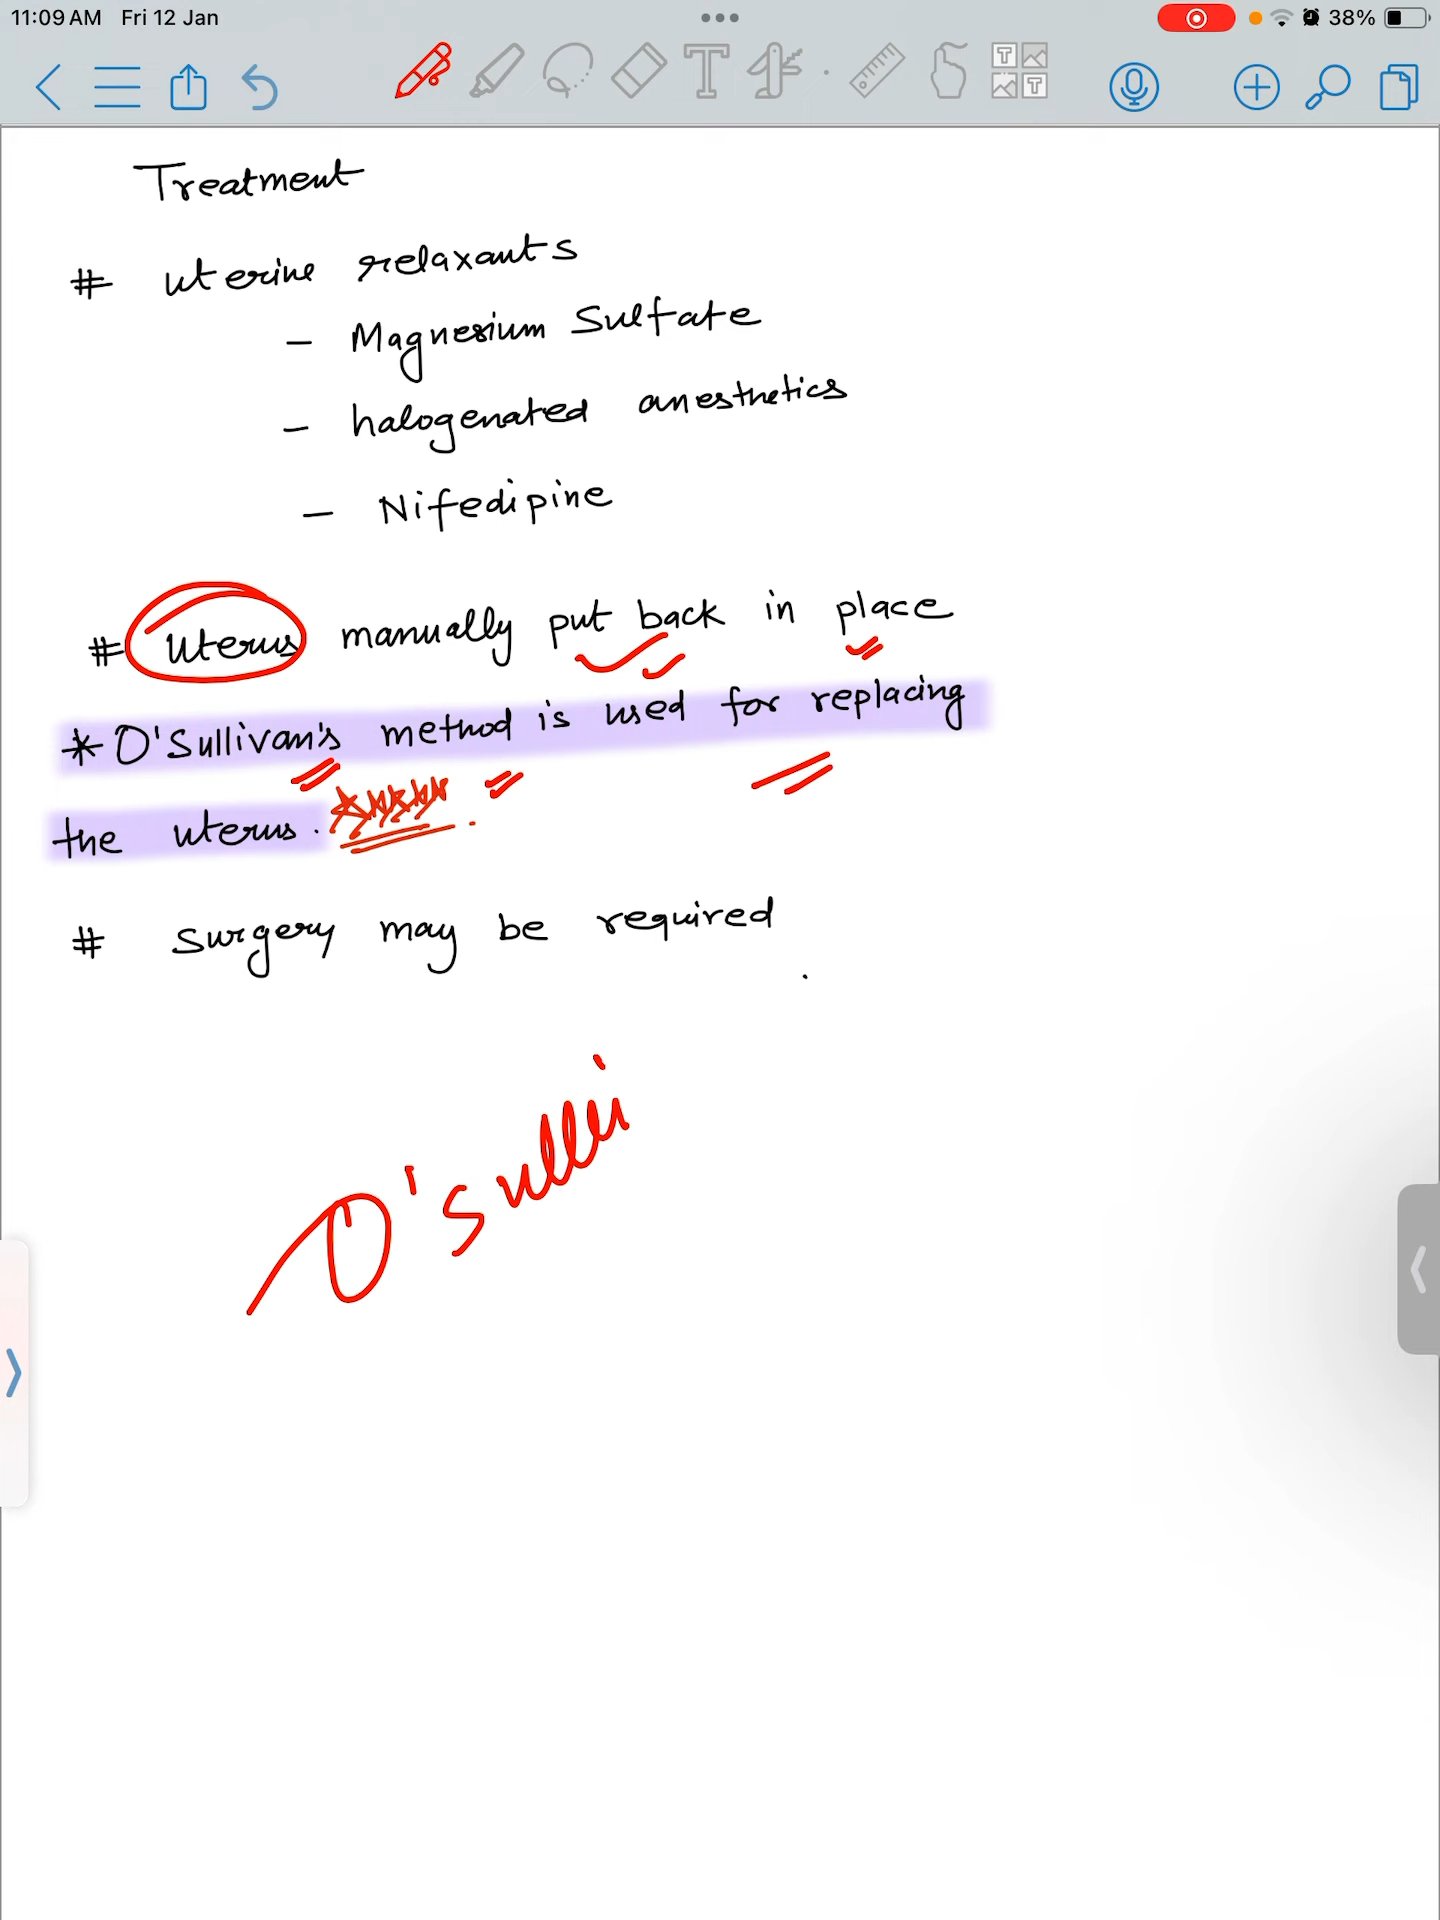 11:09 AM Fri 12 Jan
38%
Treatment
# uterine relaxants
- Magnesium Sulfate
- halogenated anesthetics
- Nifedipine
# Uterus manually put back in place
* O'Sullivan's method is used for replacing
the uterus.
# surgery may be required
O'sulli